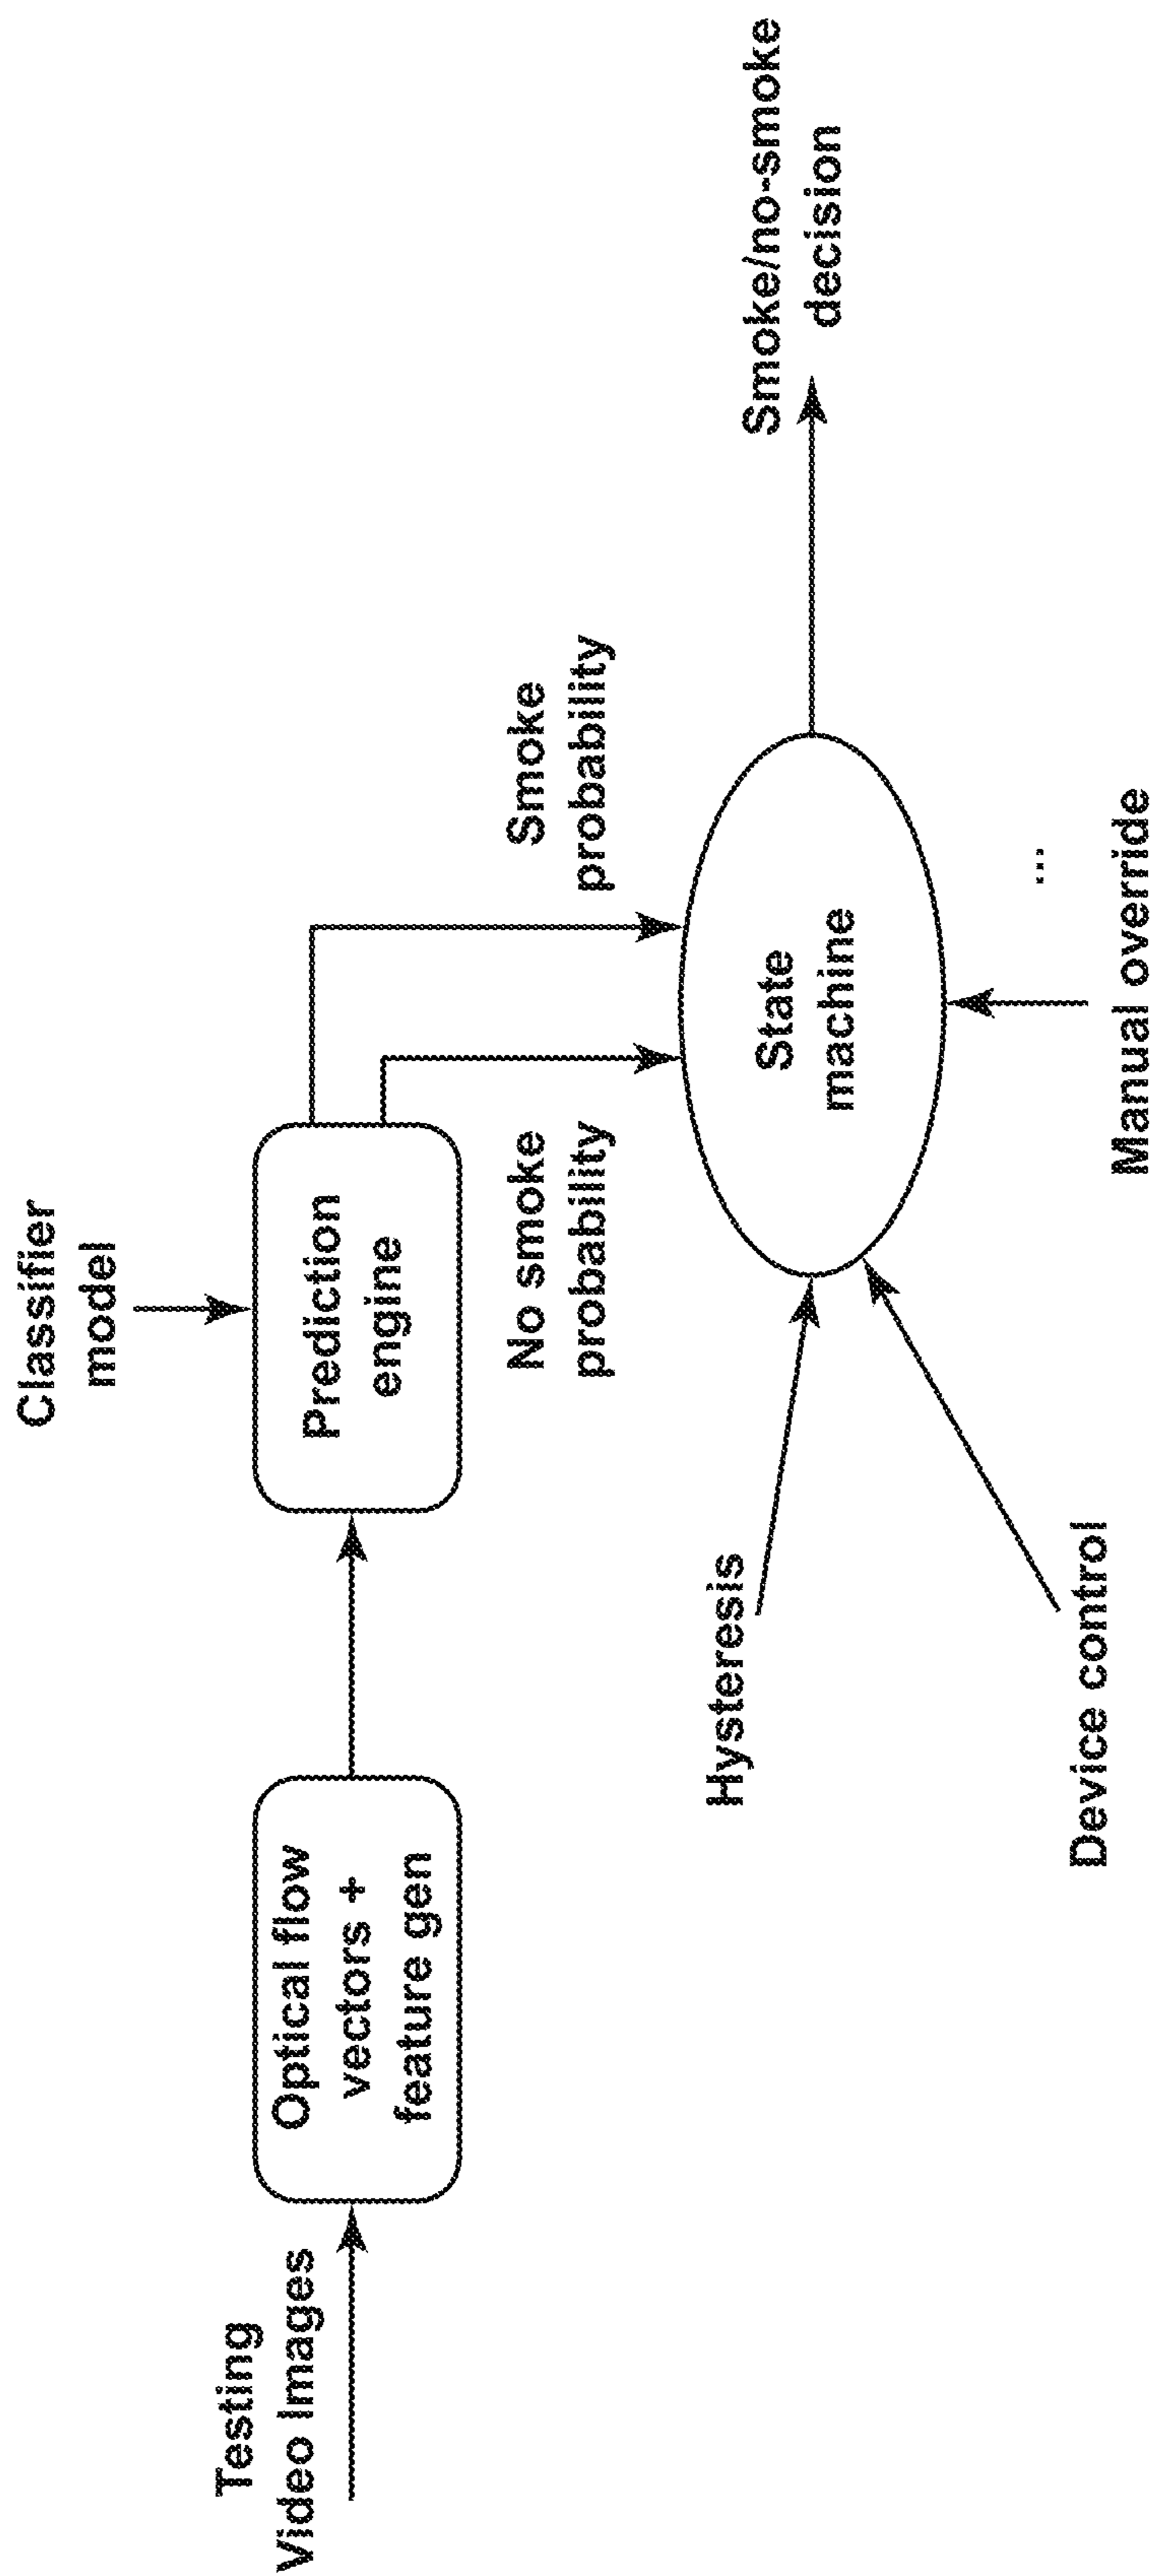 Testing
Video Images
Optical flow
vectors +
feature gen
Classifier
model
Prediction
engine
No smoke
probability
Smoke
probability
Hysteresis
Device control
State
machine
Manual override
...
Smoke/no-smoke
decision